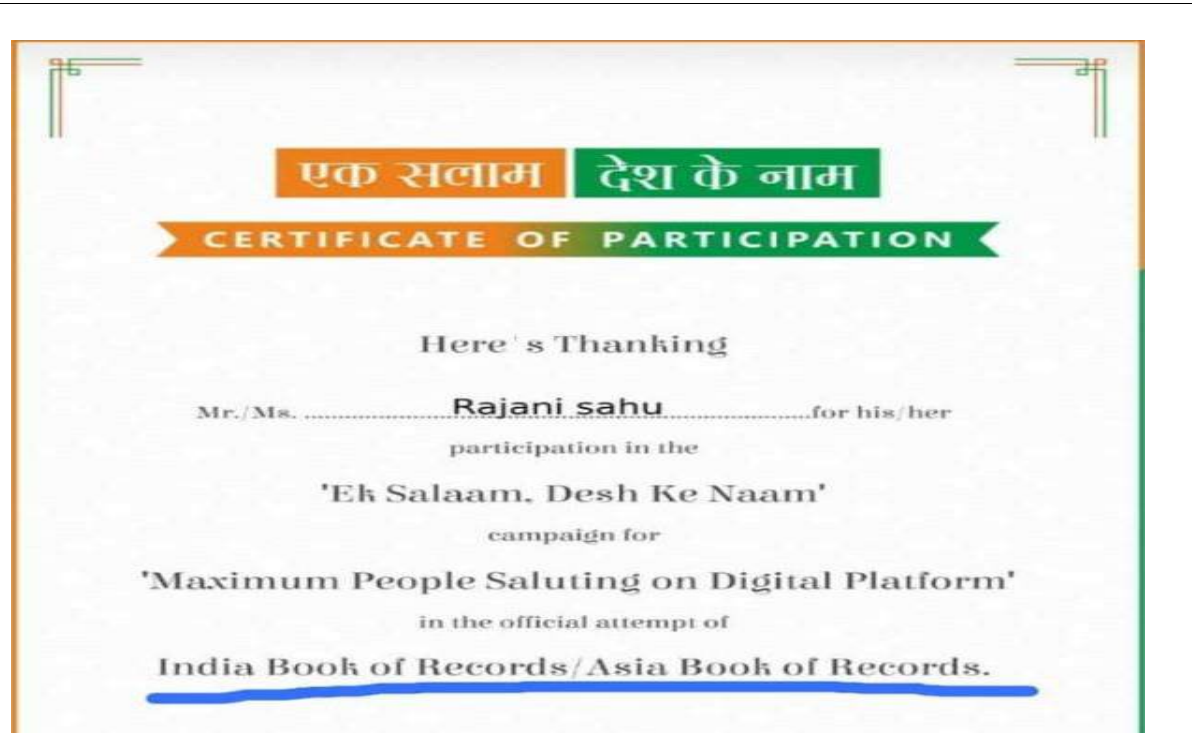 एक सलाम देश के नाम
CERTIFICATE OF PARTICIPATION
Here's Thanking
Mr./Ms. ..............................Rajani sahu..............................for his/her
participation in the
'Ek Salaam, Desh Ke Naam'
campaign for
'Maximum People Saluting on Digital Platform'
in the official attempt of
India Book of Records/Asia Book of Records.